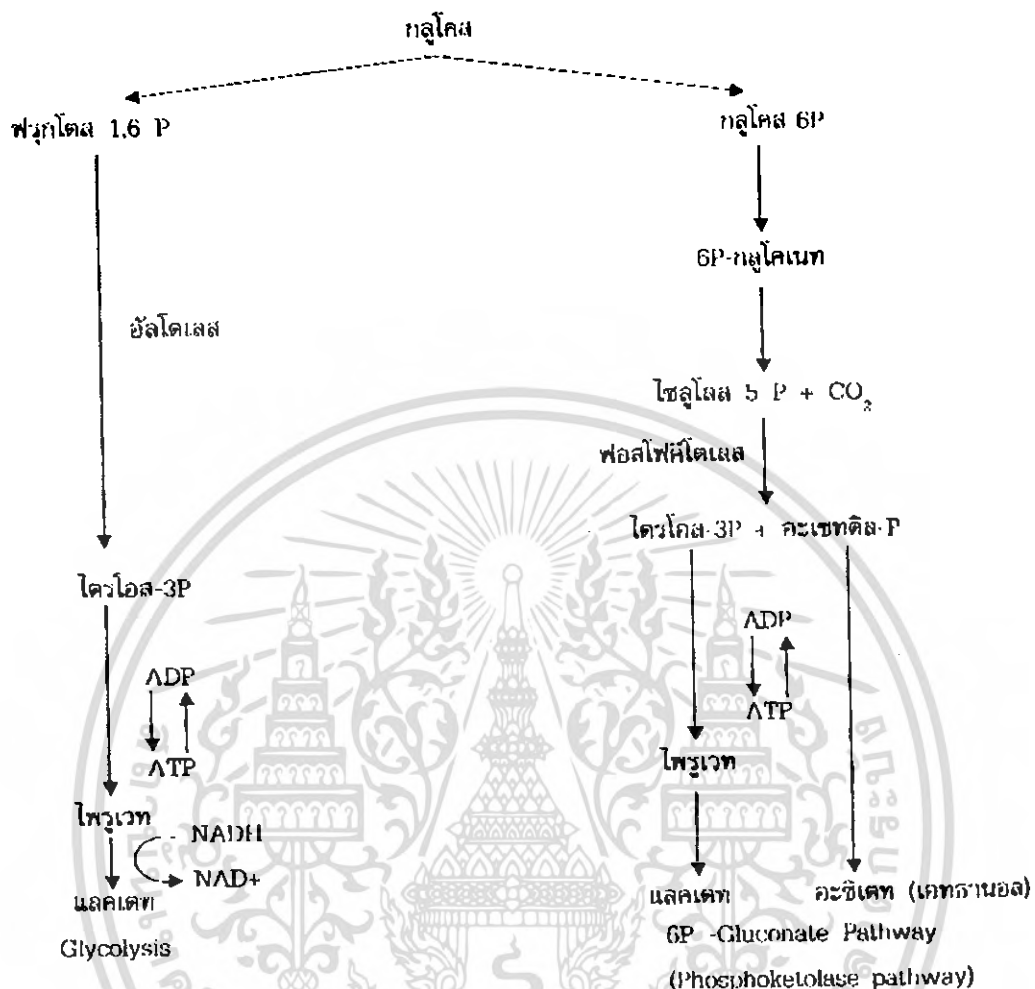 กลูโคส
ฟรุกโตส 1,6 P
กลูโคส 6P
6P-กลูโคเนท
อัลโดเลส
ไซลูโลส 5 P + CO2
ฟอสโฟคีโตเลส
ไตรโอส-3P + อะเซทติล-P
ไตรโอส-3P
ADP
ATP
ADP
ATP
ไพรูเวท
ไพรูเวท
NADH
NAD+
แลคเตท
แลคเตท
อะซิเตท (เอทธานอล)
Glycolysis
6P -Gluconate Pathway
(Phosphoketolase pathway)